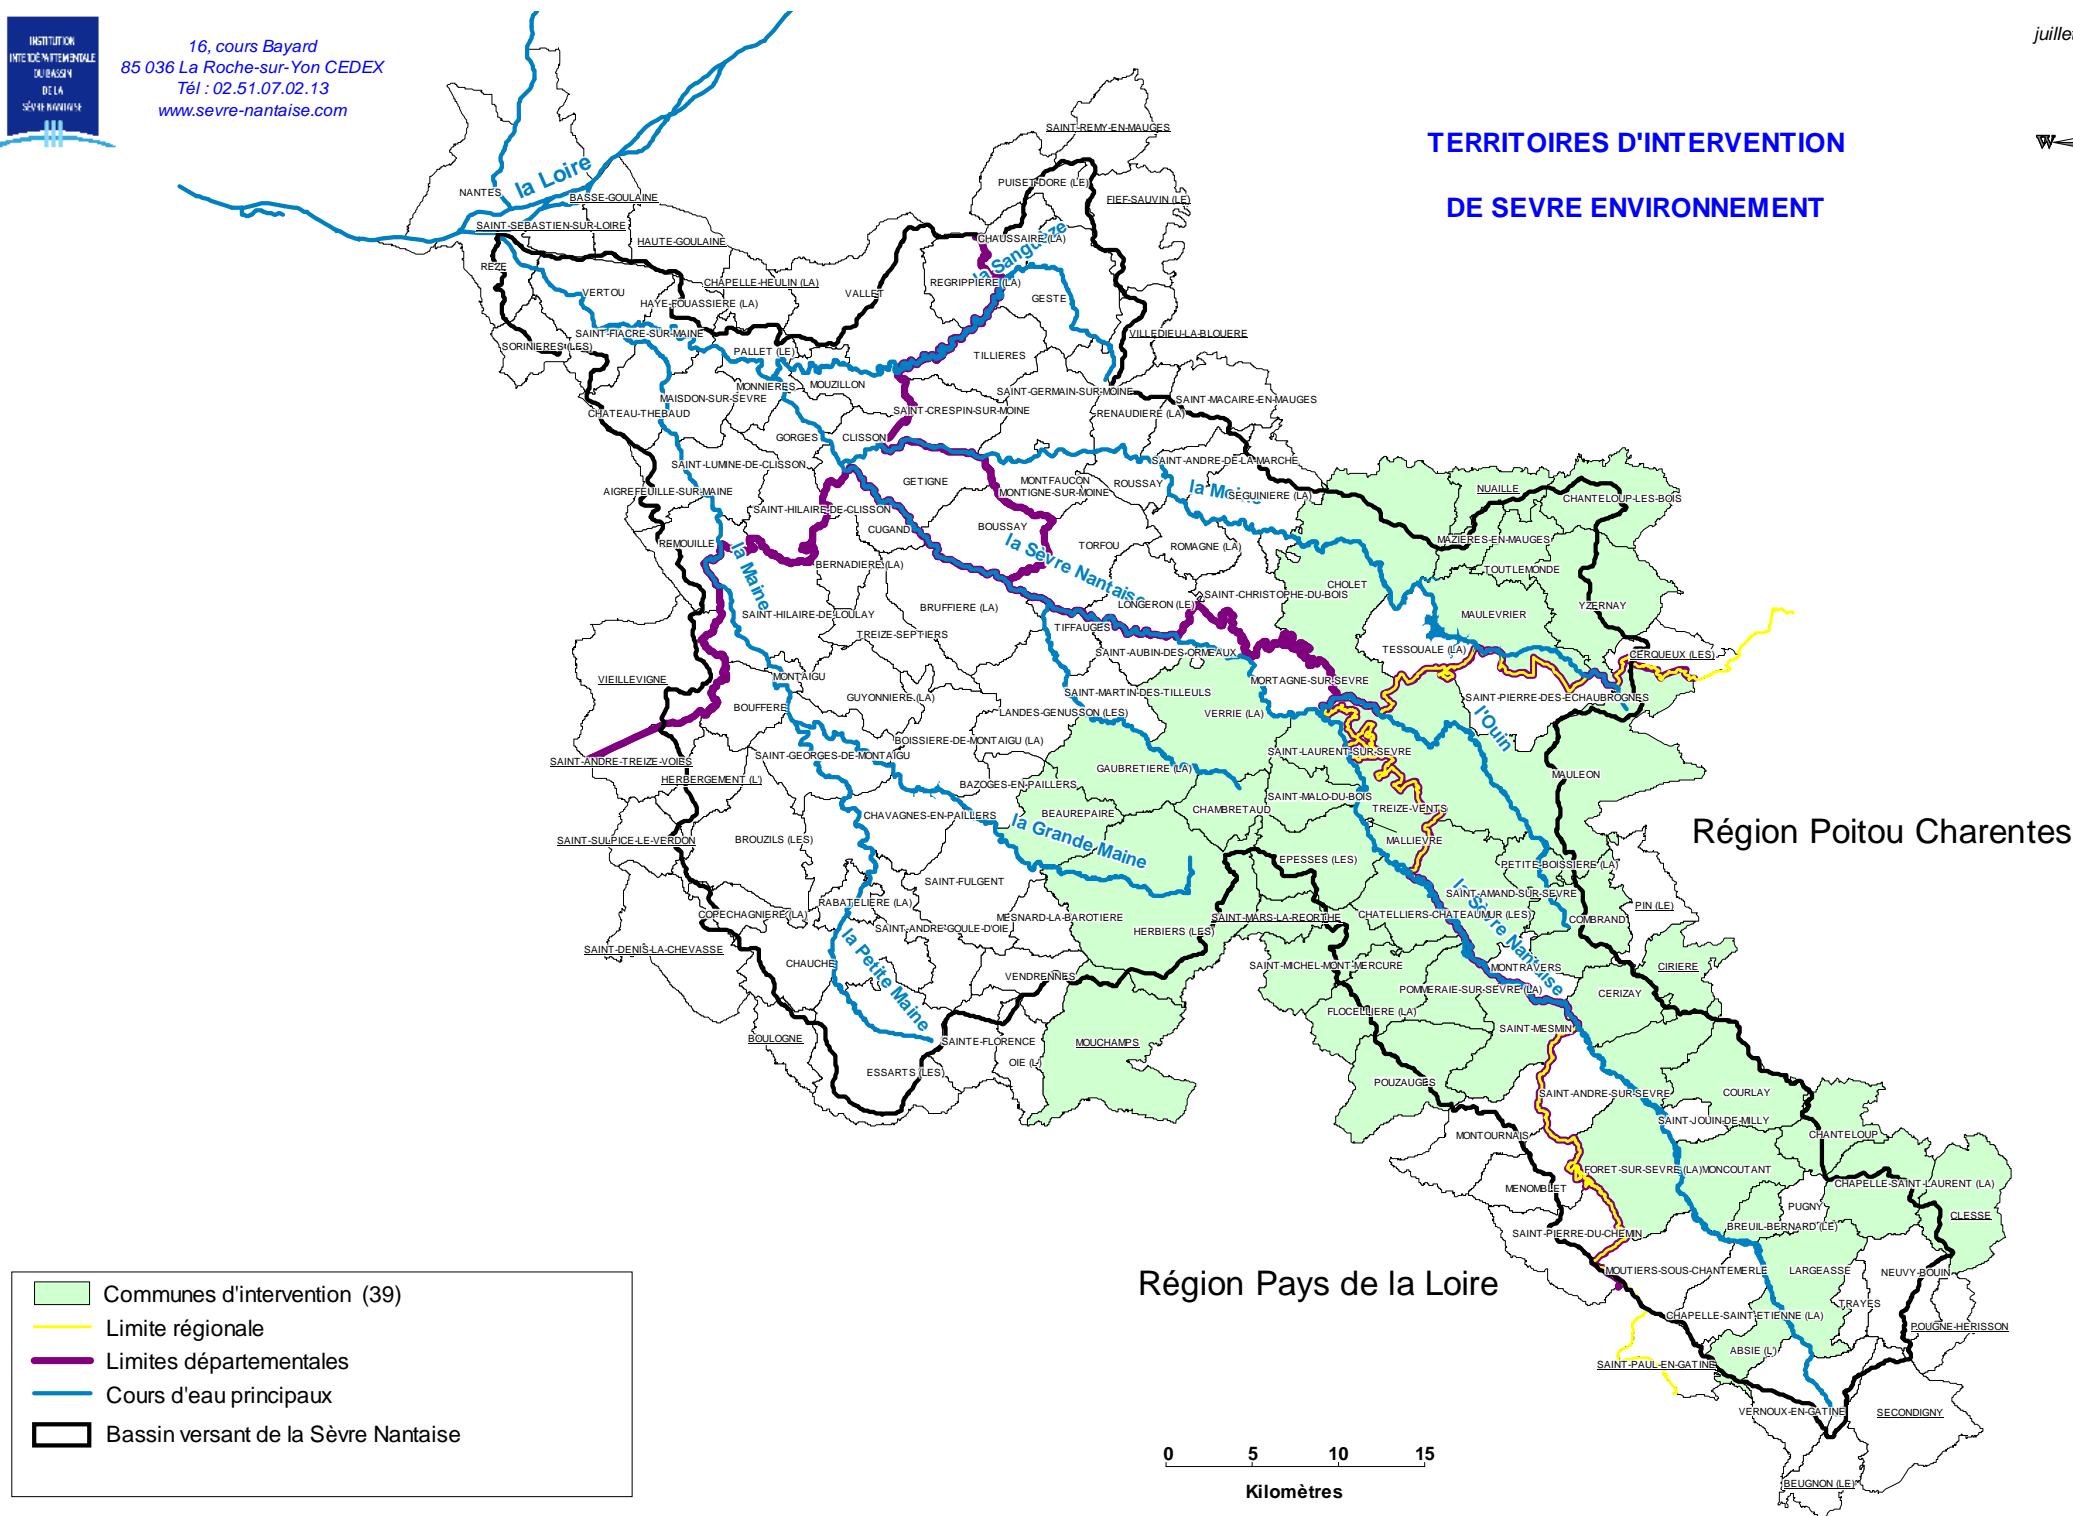 INSTITUTION
INTERDEPARTEMENTALE
DU BASSIN
DE LA
SÈVRE NANTAISE
16, cours Bayard
85 036 La Roche-sur-Yon CEDEX
Tél : 02.51.07.02.13
www.sevre-nantaise.com
juillet
W
TERRITOIRES D'INTERVENTION
DE SEVRE ENVIRONNEMENT
SAINT-REMY-EN-MAUGES
PUISET-DORE (LE)
FIEF-SAUVIN (LE)
NANTES
la Loire
BASSE-GOULAINE
SAINT-SEBASTIEN-SUR-LOIRE
HAUTE-GOULAINE
CHAUSSAIRE (LA)
la Sanguèze
REZE
CHAPELLE-HEULIN (LA)
REGRIPPIERE (LA)
VERTOU
VALLET
GESTE
HAYE-FOUASSIERE (LA)
SAINT-FIACRE-SUR-MAINE
VILLEDIEU-LA-BLOUERE
SORINIERES (LES)
PALLET (LE)
TILLIERES
MONNIERES
MOUZILLON
SAINT-GERMAIN-SUR-MOINE
MAISDON-SUR-SEVRE
SAINT-MACAIRE-EN-MAUGES
CHATEAU-THEBAUD
SAINT-CRESPIN-SUR-MOINE
RENAUDIERE (LA)
GORGES
CLISSON
SAINT-LUMINE-DE-CLISSON
SAINT-ANDRE-DE-LA-MARCHE
GETIGNE
MONTFAUCON
ROUSSAY
la Moine
AIGREFEUILLE-SUR-MAINE
MONTIGNE-SUR-MOINE
SEGUINIERE (LA)
NUAILLE
CHANTELOUP-LES-BOIS
SAINT-HILAIRE-DE-CLISSON
CUGAND
BOUSSAY
REMOUILLE
la Sèvre Nantaise
TORFOU
ROMAGNE (LA)
MAZIERES-EN-MAUGES
la Maine
BERNADIERE (LA)
TOUTLEMONDE
CHOLET
SAINT-CHRISTOPHE-DU-BOIS
BRUFFIERE (LA)
LONGERON (LE)
YZERNAY
SAINT-HILAIRE-DE-LOULAY
MAULEVRIER
TREIZE-SEPTIERS
TIFFAUGES
SAINT-AUBIN-DES-ORMEAUX
TESSOUALE (LA)
CERQUEUX (LES)
VIEILLEVIGNE
MONTAIGU
MORTAGNE-SUR-SEVRE
GUYONNIERE (LA)
SAINT-MARTIN-DES-TILLEULS
SAINT-PIERRE-DES-ECHAUBROGNES
BOUFFERE
LANDES-GENUSSON (LES)
VERRIE (LA)
l'Ouin
BOISSIERE-DE-MONTAIGU (LA)
SAINT-LAURENT-SUR-SEVRE
SAINT-ANDRE-TREIZE-VOIES
SAINT-GEORGES-DE-MONTAIGU
GAUBRETIERE (LA)
MAULEON
HERBERGEMENT (L')
BAZOGES-EN-PAILLERS
SAINT-MALO-DU-BOIS
BEAUREPAIRE
CHAMBRETAUD
TREIZE-VENTS
CHAVAGNES-EN-PAILLERS
la Grande Maine
Région Poitou Charentes
SAINT-SULPICE-LE-VERDON
BROUZILS (LES)
MALLIEVRE
EPESSES (LES)
PETITE-BOISSIERE (LA)
SAINT-FULGENT
la Sèvre Nantaise
SAINT-AMAND-SUR-SEVRE
RABATELIERE (LA)
PIN (LE)
COPECHAGNIERE (LA)
MESNARD-LA-BAROTIERE
SAINT-MARS-LA-REORTHE
CHATELLIERS-CHATEAUMUR (LES)
COMBRAND
SAINT-ANDRE-GOULE-D'OIE
HERBIERS (LES)
SAINT-DENIS-LA-CHEVASSE
la Petite Maine
CHAUCHE
VENDRENNES
SAINT-MICHEL-MONT-MERCURE
MONTRAVERS
CIRIERE
POMMERAIE-SUR-SEVRE (LA)
CERIZAY
FLOCELLIERE (LA)
SAINT-MESMIN
BOULOGNE
SAINTE-FLORENCE
MOUCHAMPS
OIE (L')
ESSARTS (LES)
POUZAUGES
SAINT-ANDRE-SUR-SEVRE
COURLAY
SAINT-JOUIN-DE-MILLY
MONTOURNAIS
CHANTELOUP
FORET-SUR-SEVRE (LA)
MONCOUTANT
MENOMBLET
CHAPELLE-SAINT-LAURENT (LA)
PUGNY
CLESSE
SAINT-PIERRE-DU-CHEMIN
BREUIL-BERNARD (LE)
Région Pays de la Loire
MOUTIERS-SOUS-CHANTEMERLE
LARGEASSE
NEUVY-BOUIN
TRAYES
CHAPELLE-SAINT-ETIENNE (LA)
POUGNE-HERISSON
ABSIE (L')
SAINT-PAUL-EN-GATINE
VERNOUX-EN-GATINE
SECONDIGNY
BEUGNON (LE)
Communes d'intervention (39)
Limite régionale
Limites départementales
Cours d'eau principaux
Bassin versant de la Sèvre Nantaise
0 5 10 15
Kilomètres